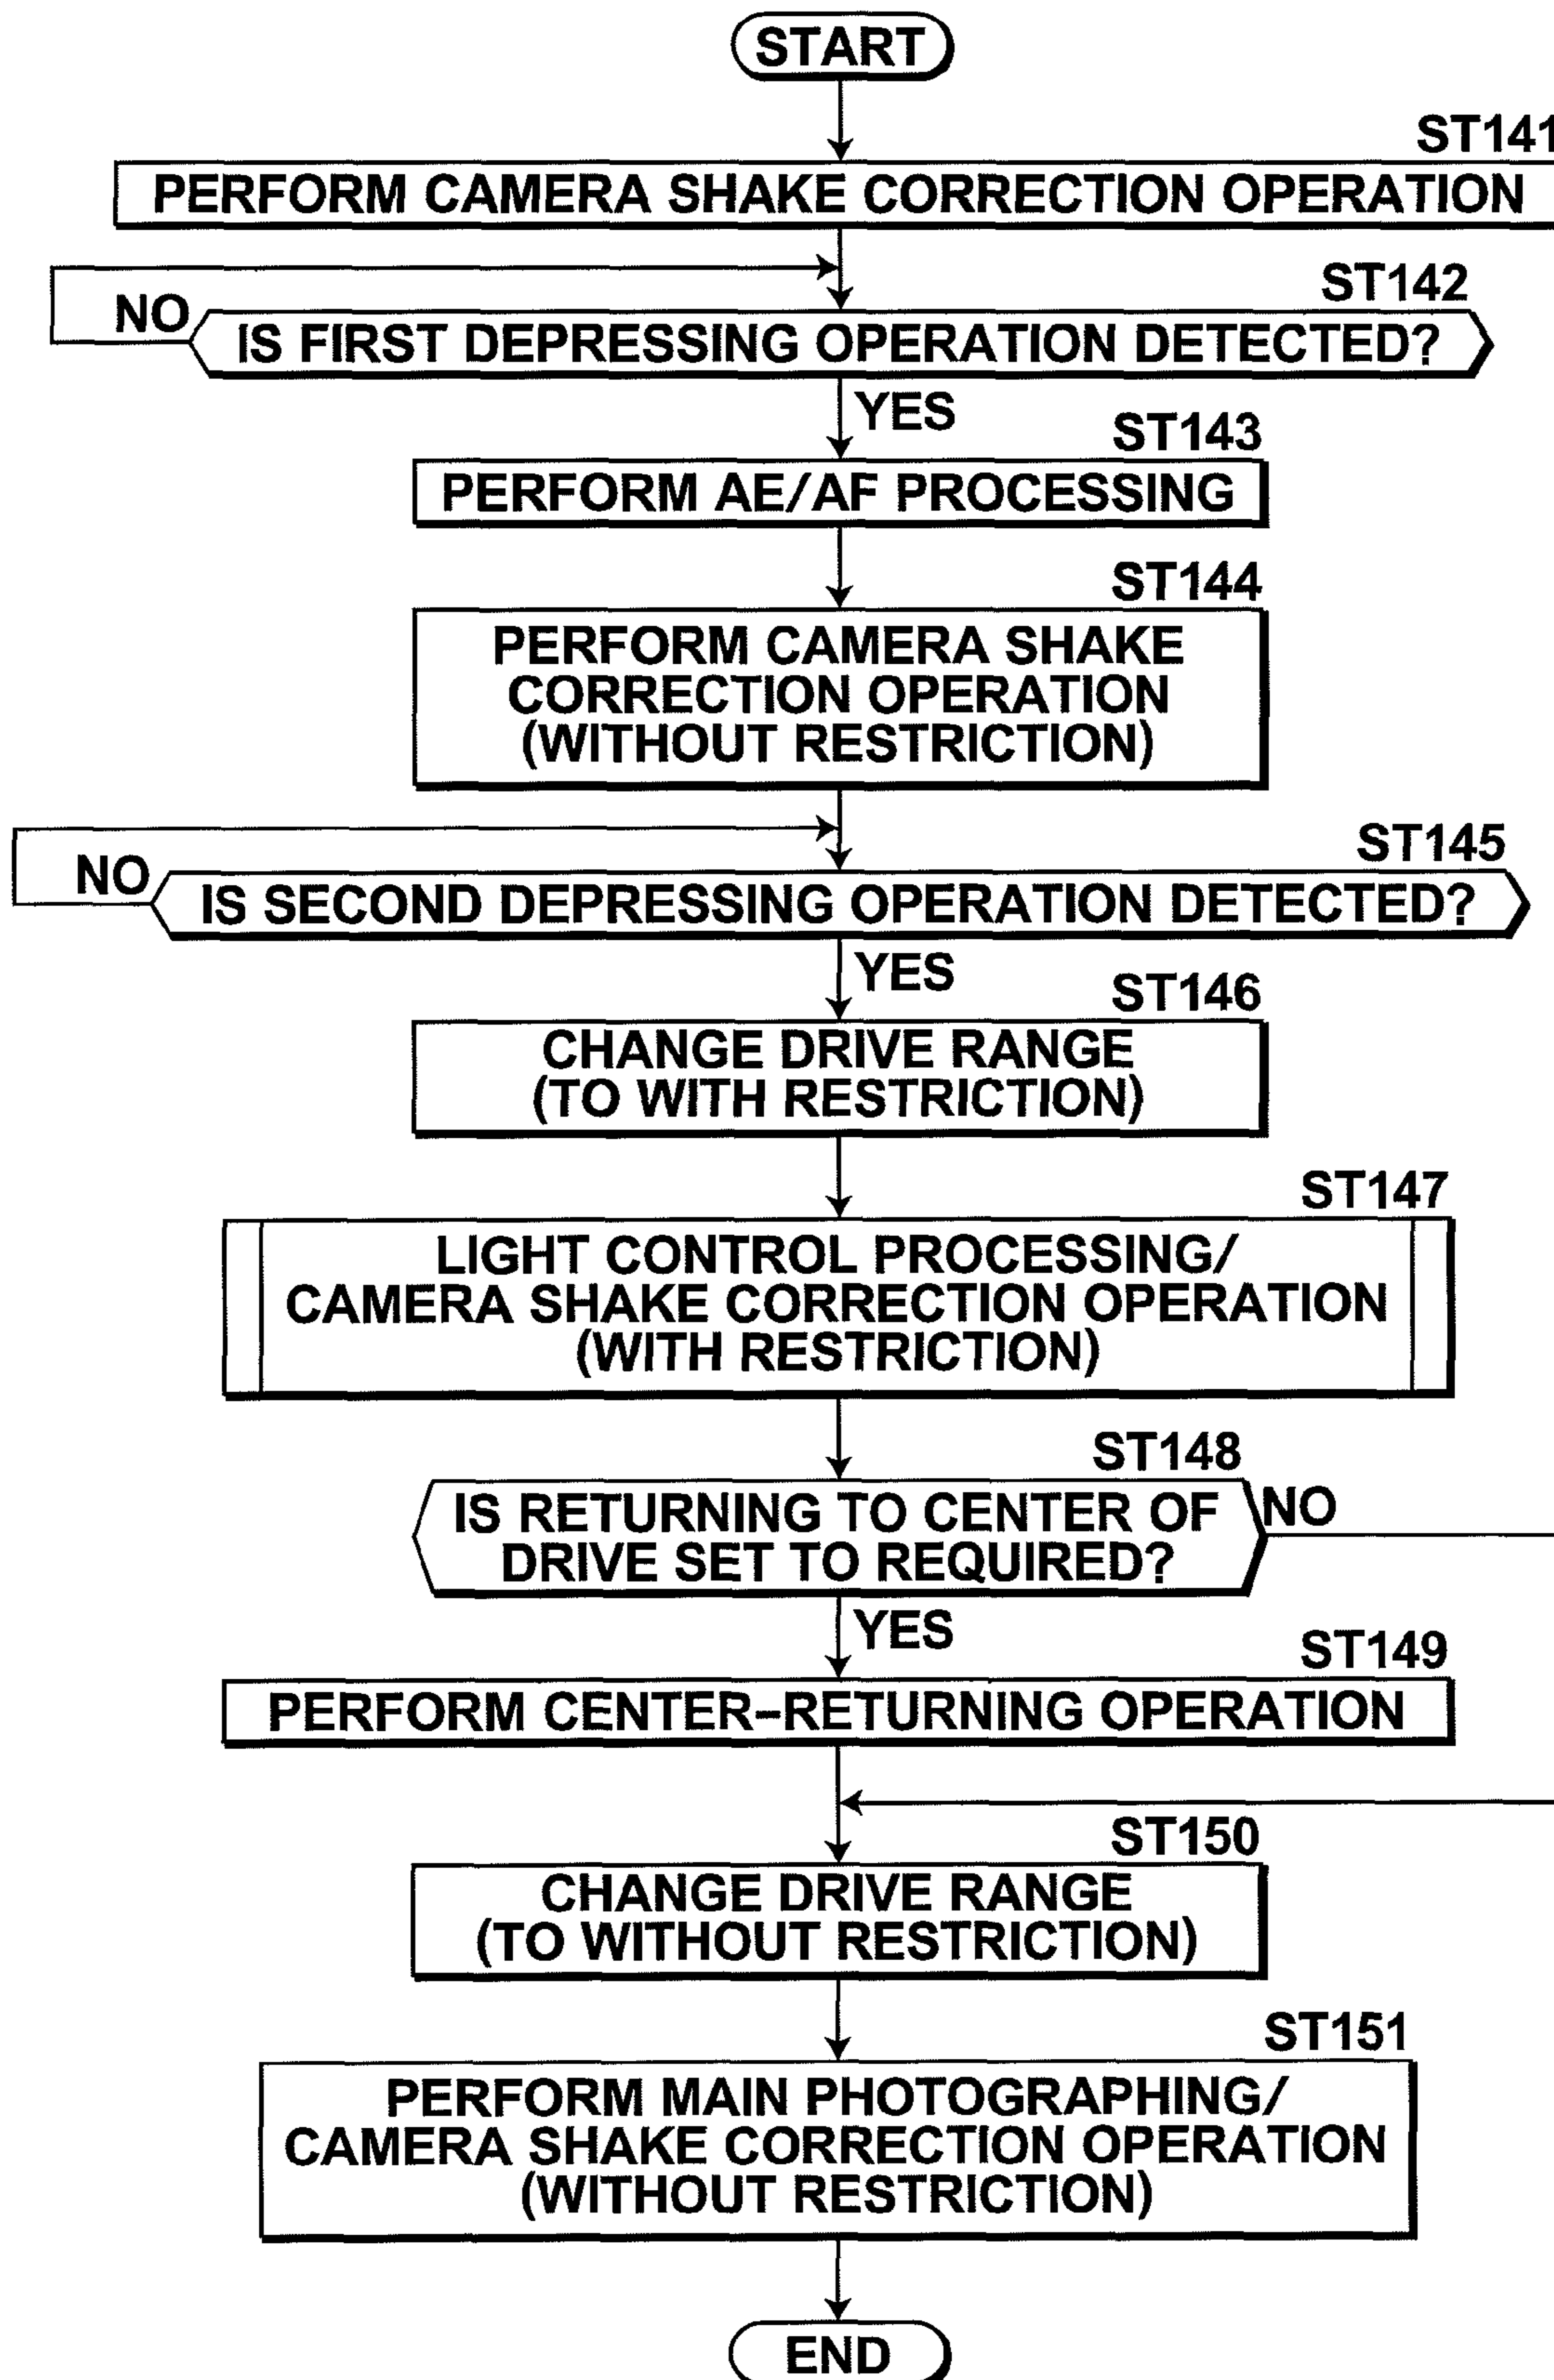 START
ST141
PERFORM CAMERA SHAKE CORRECTION OPERATION
ST142
NO
IS FIRST DEPRESSING OPERATION DETECTED?
YES
ST143
PERFORM AE/AF PROCESSING
ST144
PERFORM CAMERA SHAKE
CORRECTION OPERATION
(WITHOUT RESTRICTION)
ST145
NO
IS SECOND DEPRESSING OPERATION DETECTED?
YES
ST146
CHANGE DRIVE RANGE
(TO WITH RESTRICTION)
ST147
LIGHT CONTROL PROCESSING/
CAMERA SHAKE CORRECTION OPERATION
(WITH RESTRICTION)
ST148
IS RETURNING TO CENTER OF
DRIVE SET TO REQUIRED?
NO
YES
ST149
PERFORM CENTER-RETURNING OPERATION
ST150
CHANGE DRIVE RANGE
(TO WITHOUT RESTRICTION)
ST151
PERFORM MAIN PHOTOGRAPHING/
CAMERA SHAKE CORRECTION OPERATION
(WITHOUT RESTRICTION)
END